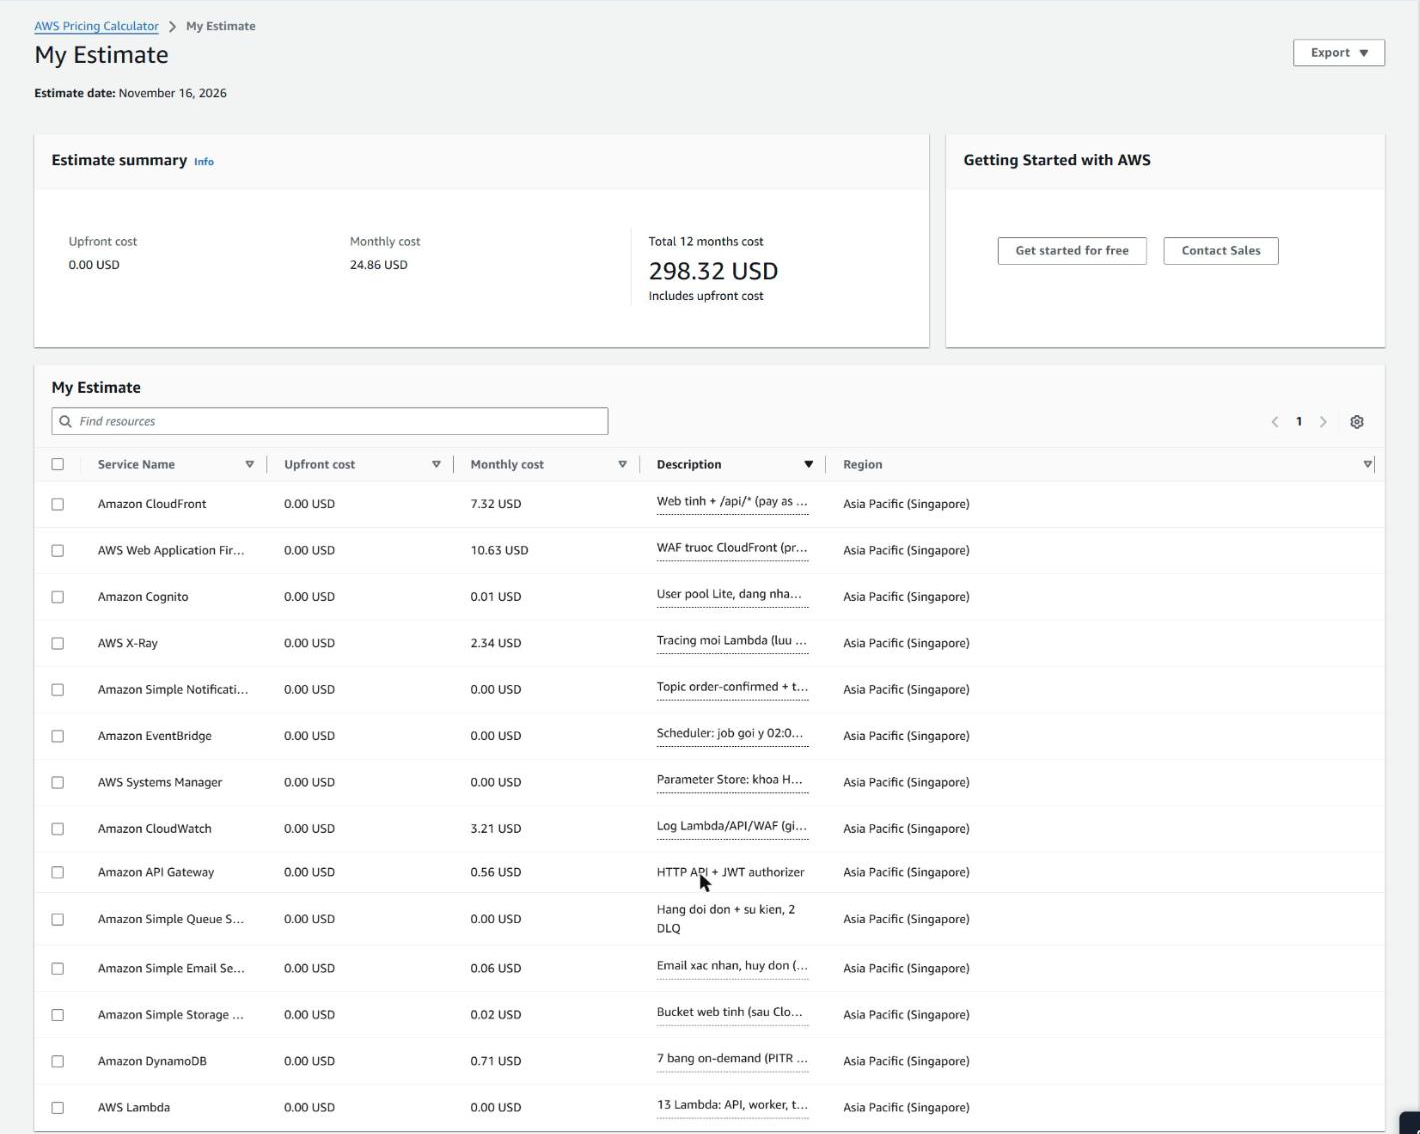 AWS Pricing Calculator > My Estimate
My Estimate
Export
Estimate date: November 16, 2026
Estimate summary Info
Getting Started with AWS
Upfront cost
0.00 USD
Monthly cost
24.86 USD
Total 12 months cost
298.32 USD
Includes upfront cost
Get started for free
Contact Sales
My Estimate
Find resources
1
Service Name Upfront cost Monthly cost Description Region
Amazon CloudFront 0.00 USD 7.32 USD Web tinh + /api/* (pay as ... Asia Pacific (Singapore)
AWS Web Application Fir... 0.00 USD 10.63 USD WAF truoc CloudFront (pr... Asia Pacific (Singapore)
Amazon Cognito 0.00 USD 0.01 USD User pool Lite, dang nha... Asia Pacific (Singapore)
AWS X-Ray 0.00 USD 2.34 USD Tracing moi Lambda (luu ... Asia Pacific (Singapore)
Amazon Simple Notificati... 0.00 USD 0.00 USD Topic order-confirmed + t... Asia Pacific (Singapore)
Amazon EventBridge 0.00 USD 0.00 USD Scheduler: job goi y 02:0... Asia Pacific (Singapore)
AWS Systems Manager 0.00 USD 0.00 USD Parameter Store: khoa H... Asia Pacific (Singapore)
Amazon CloudWatch 0.00 USD 3.21 USD Log Lambda/API/WAF (gi... Asia Pacific (Singapore)
Amazon API Gateway 0.00 USD 0.56 USD HTTP API + JWT authorizer Asia Pacific (Singapore)
Amazon Simple Queue S... 0.00 USD 0.00 USD Hang doi don + su kien, 2 DLQ Asia Pacific (Singapore)
Amazon Simple Email Se... 0.00 USD 0.06 USD Email xac nhan, huy don (... Asia Pacific (Singapore)
Amazon Simple Storage ... 0.00 USD 0.02 USD Bucket web tinh (sau Clo... Asia Pacific (Singapore)
Amazon DynamoDB 0.00 USD 0.71 USD 7 bang on-demand (PITR ... Asia Pacific (Singapore)
AWS Lambda 0.00 USD 0.00 USD 13 Lambda: API, worker, t... Asia Pacific (Singapore)